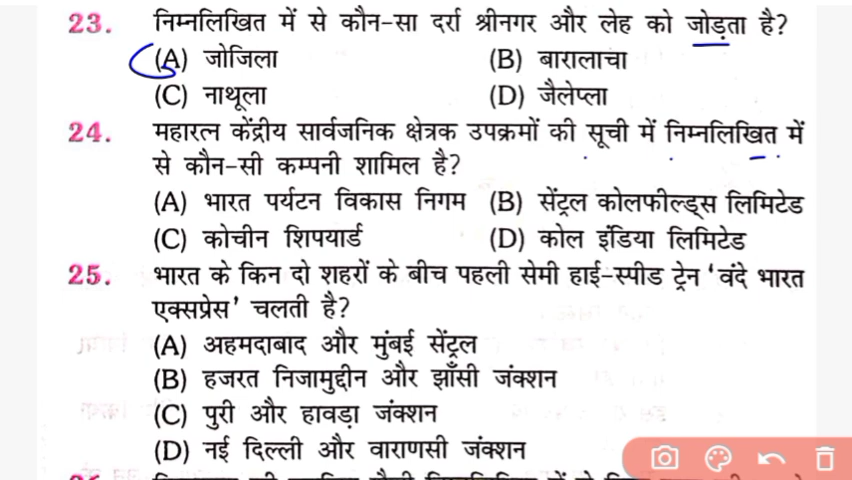 23. निम्नलिखित में से कौन-सा दर्रा श्रीनगर और लेह को जोड़ता है?
(A) जोजिला (B) बारालाचा
(C) नाथूला (D) जैलेप्ला
24. महारत्न केंद्रीय सार्वजनिक क्षेत्रक उपक्रमों की सूची में निम्नलिखित में
से कौन-सी कम्पनी शामिल है?
(A) भारत पर्यटन विकास निगम (B) सेंट्रल कोलफील्ड्स लिमिटेड
(C) कोचीन शिपयार्ड (D) कोल इंडिया लिमिटेड
25. भारत के किन दो शहरों के बीच पहली सेमी हाई-स्पीड ट्रेन ‘वंदे भारत
एक्सप्रेस’ चलती है?
(A) अहमदाबाद और मुंबई सेंट्रल
(B) हजरत निजामुद्दीन और झाँसी जंक्शन
(C) पुरी और हावड़ा जंक्शन
(D) नई दिल्ली और वाराणसी जंक्शन